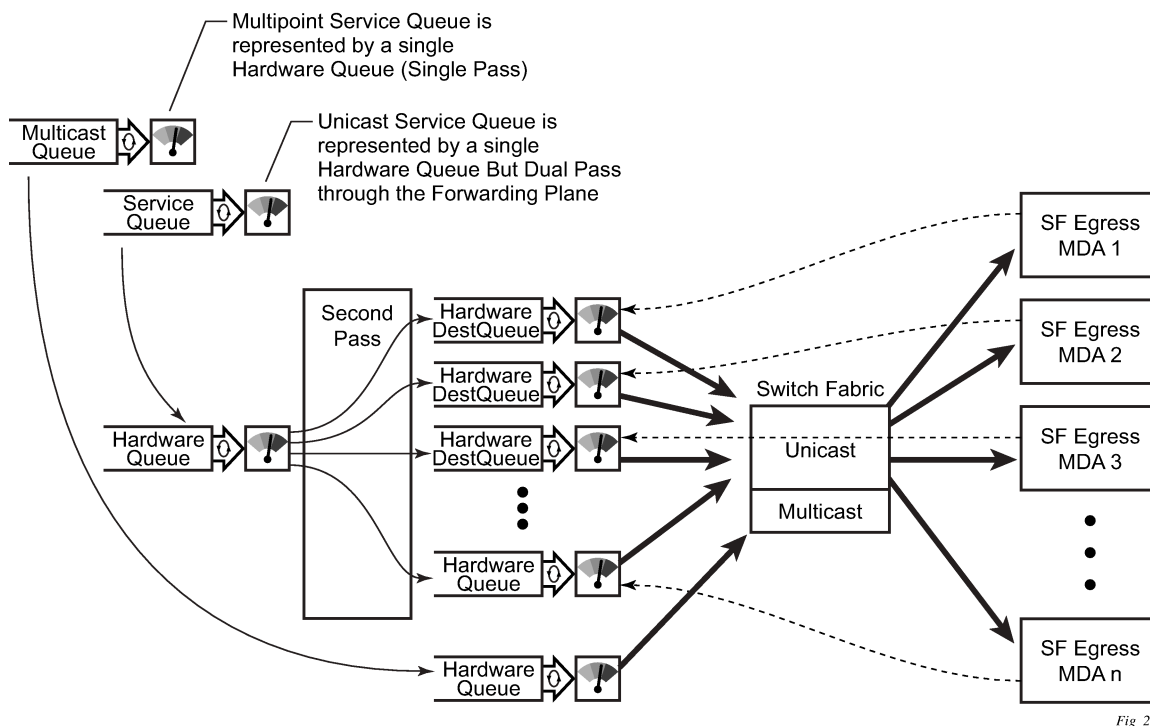 Multipoint Service Queue is
represented by a single
Hardware Queue (Single Pass)
Unicast Service Queue is
represented by a single
Hardware Queue But Dual Pass
through the Forwarding Plane
Multicast
Queue
Service
Queue
Second
Pass
Hardware
Queue
Hardware
DestQueue
Hardware
DestQueue
Hardware
DestQueue
Hardware
Queue
Hardware
Queue
Switch Fabric
Unicast
Multicast
SF Egress
MDA 1
SF Egress
MDA 2
SF Egress
MDA 3
SF Egress
MDA n
Fig 2